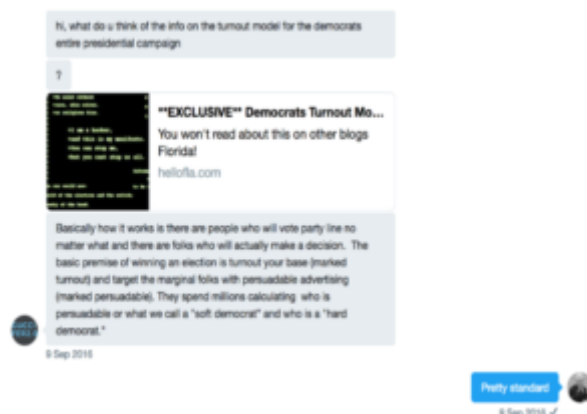 hi, what do u think of the info on the turnout model for the democrats
entire presidential campaign
?
**EXCLUSIVE** Democrats Turnout Mo...
You won't read about this on other blogs
Florida!
hellofla.com
Basically how it works is there are people who will vote party line no
matter what and there are folks who will actually make a decision. The
basic premise of winning an election is turnout your base (marked
turnout) and target the marginal folks with persuadable advertising
(marked persuadable). They spend millions calculating who is
persuadable or what we call a "soft democrat" and who is a "hard
democrat."
9 Sep 2016
Pretty standard
9 Sep 2016 ✓